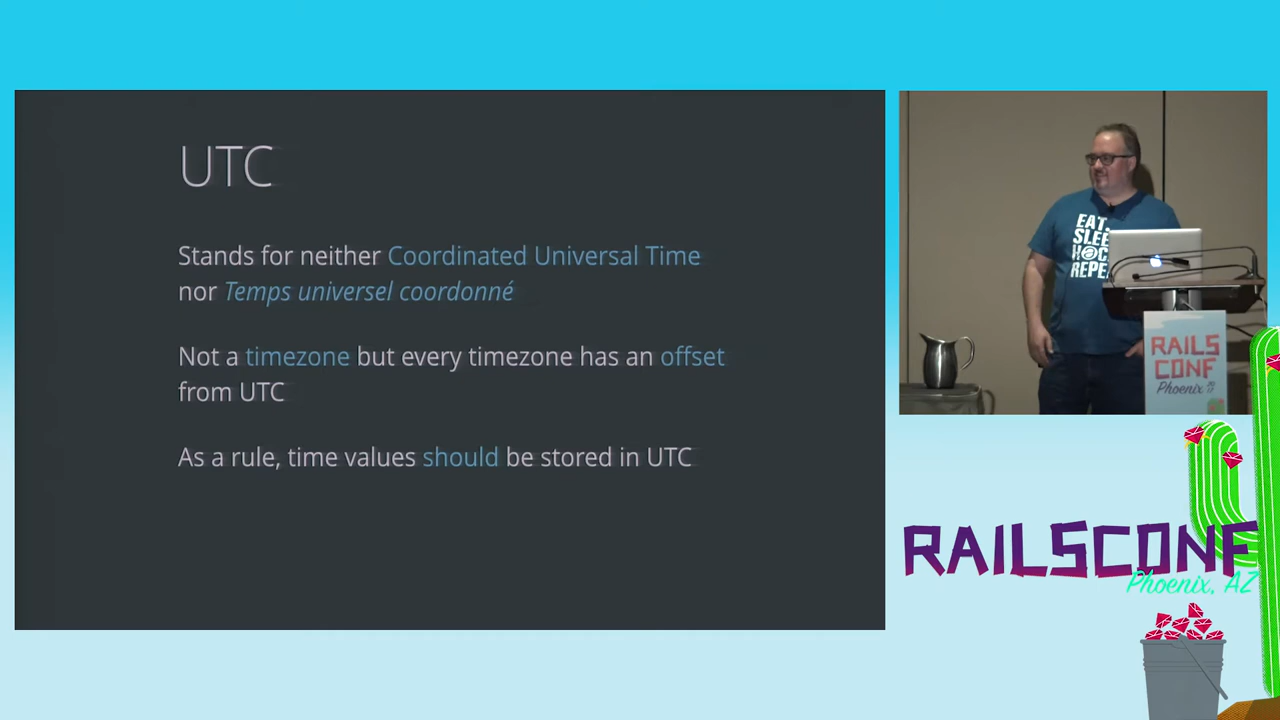 UTC
Stands for neither Coordinated Universal Time
nor Temps universel coordonné
Not a timezone but every timezone has an offset
from UTC
As a rule, time values should be stored in UTC
EAT.
SLEE
HOC
REPEA
RAILS
CONF
Phoenix
RAILSCONF
Phoenix, AZ